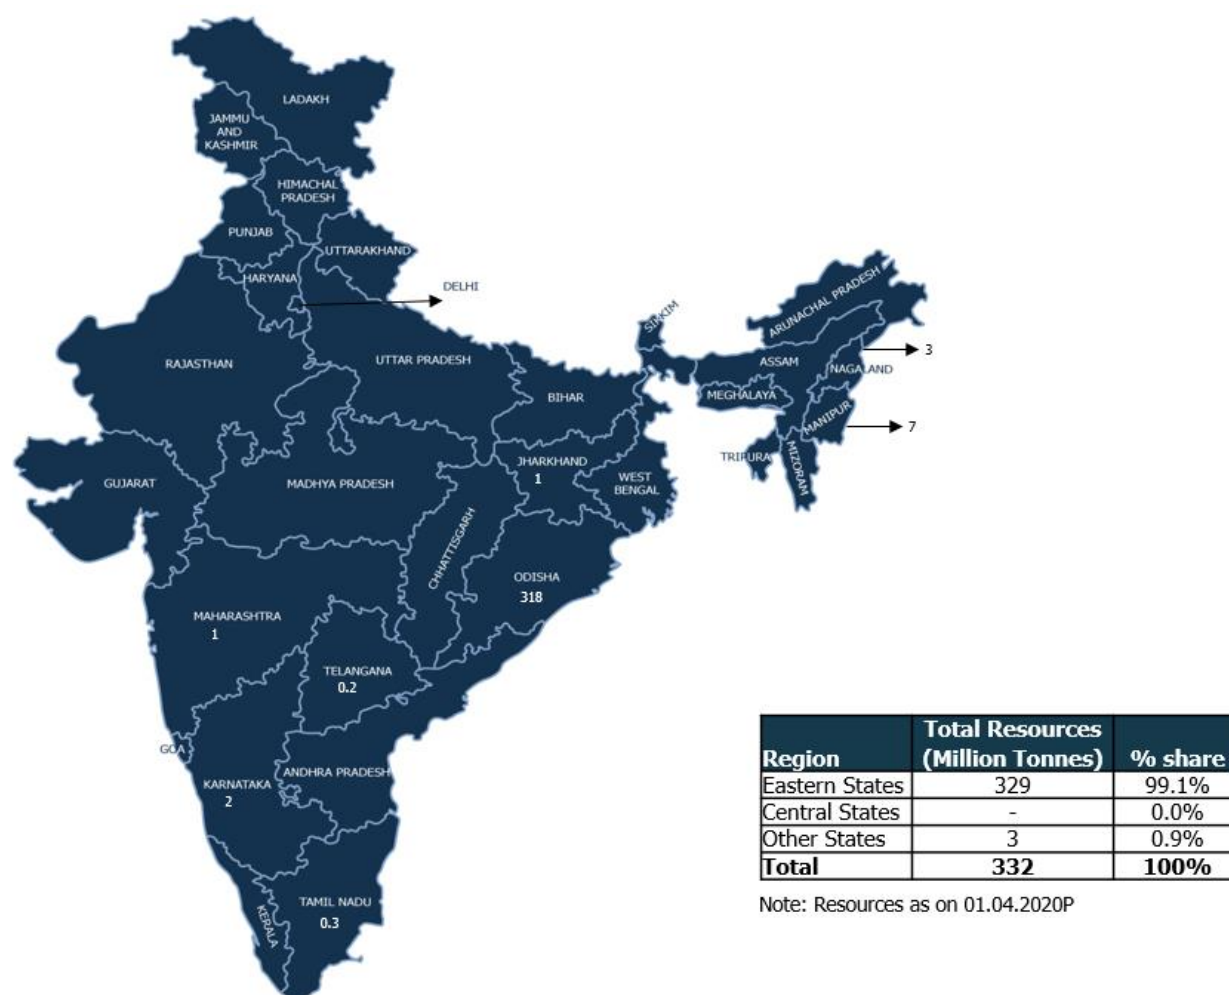 LADAKH
JAMMU
AND
KASHMIR
HIMACHAL
PRADESH
PUNJAB
UTTARAKHAND
HARYANA
DELHI
ARUNACHAL PRADESH
SIKKIM
RAJASTHAN
UTTAR PRADESH
ASSAM
3
NAGALAND
BIHAR
MEGHALAYA
MANIPUR
7
TRIPURA
MIZORAM
JHARKHAND
1
WEST
BENGAL
GUJARAT
MADHYA PRADESH
CHHATTISGARH
ODISHA
318
MAHARASHTRA
1
TELANGANA
0.2
GOA
KARNATAKA
2
ANDHRA PRADESH
TAMIL NADU
0.3
KERALA
Total Resources
Region (Million Tonnes) % share
Eastern States 329 99.1%
Central States - 0.0%
Other States 3 0.9%
Total 332 100%
Note: Resources as on 01.04.2020P